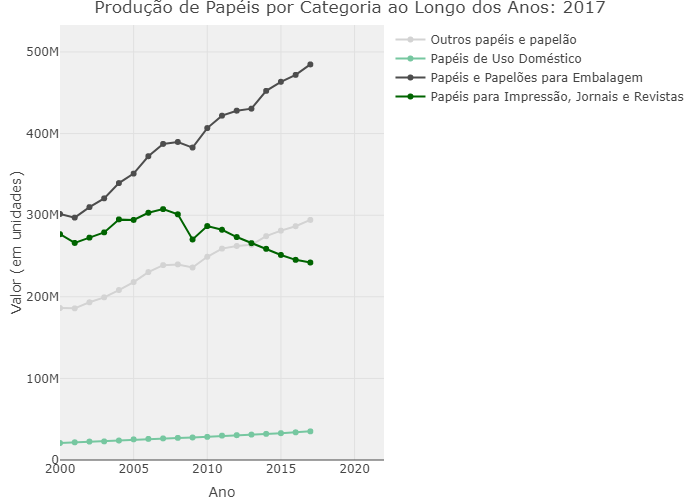 Produção de Papéis por Categoria ao Longo dos Anos: 2017
Outros papéis e papelão
Papéis de Uso Doméstico
Papéis e Papelões para Embalagem
Papéis para Impressão, Jornais e Revistas
Valor (em unidades)
500M
400M
300M
200M
100M
0
2000 2005 2010 2015 2020
Ano